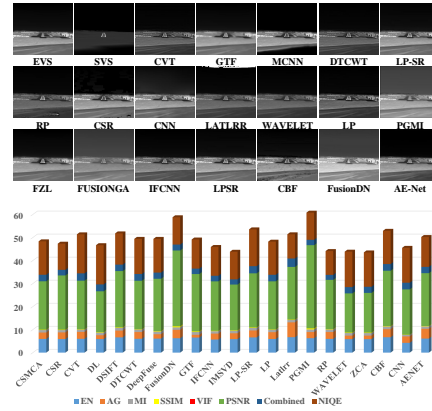 EVS SVS CVT GTF MCNN DTCWT LP-SR
RP CSR CNN LATLRR WAVELET LP PGMI
FZL FUSIONGA IFCNN LPSR CBF FusionDN AE-Net
60
50
40
30
20
10
0
CSMCA CSR CVT DL DSIFT DTCWT DeepFuse FusionDN GTF IFCNN IMSVD LP-SR LP Latlrr PGMI RP WAVELET ZCA CBF CNN AENET
EN AG MI SSIM VIF PSNR Combined NIQE